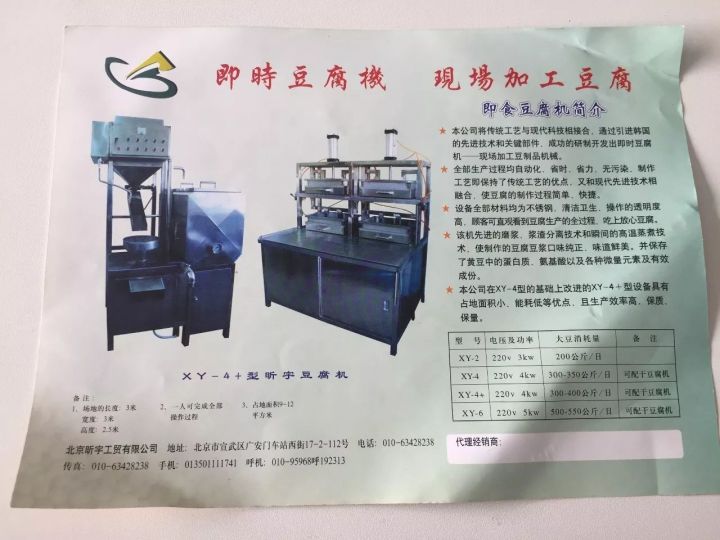 即時豆腐機 現場加工豆腐
即食豆腐机简介
★ 本公司将传统工艺与现代科技相接合，通过引进韩国
的先进技术和关键部件，成功的研制开发出即时豆腐
机——现场加工豆制品机械。
★ 全部生产过程均自动化、省时、省力、无污染，制作
工艺即保持了传统工艺的优点，又和现代先进技术相
融合，使豆腐的制作过程简单、快捷。
★ 设备全部材料均为不锈钢，清洁卫生，操作的透明度
高，顾客可直观看到豆腐生产的全过程，吃上放心豆腐。
★ 该机先进的磨浆、浆渣分离技术和瞬间的高温蒸煮技
术，使制作的豆腐豆浆口味纯正，味道鲜美。并保存
了黄豆中的蛋白质、氨基酸以及各种微量元素及有效
成份。
★ 本公司在XY-4型的基础上改进的XY-4＋型设备具有
占地面积小、能耗低等优点，且生产效率高、保质、
保量。
型 号 电压及功率 大豆消耗量 备 注
XY-2 220v 3kw 200公斤/日
XY-4 220v 4kw 300-350公斤/日 可配干豆腐机
XY-4+ 220v 4kw 300-400公斤/日 可配干豆腐机
XY-6 220v 5kw 500-550公斤/日 可配干豆腐机
XY-4+型昕宇豆腐机
备注：
1、场地的长度：3米 2、一人可完成全部 3、占地面积9-12
宽度：3米 操作过程 平方米
高度：2.5米
北京昕宇工贸有限公司 地址：北京市宣武区广安门车站西街17-2-112号 电话：010-63428238
传真：010-63428238 手机：013501111741 呼机：010-95968呼192313
代理经销商：